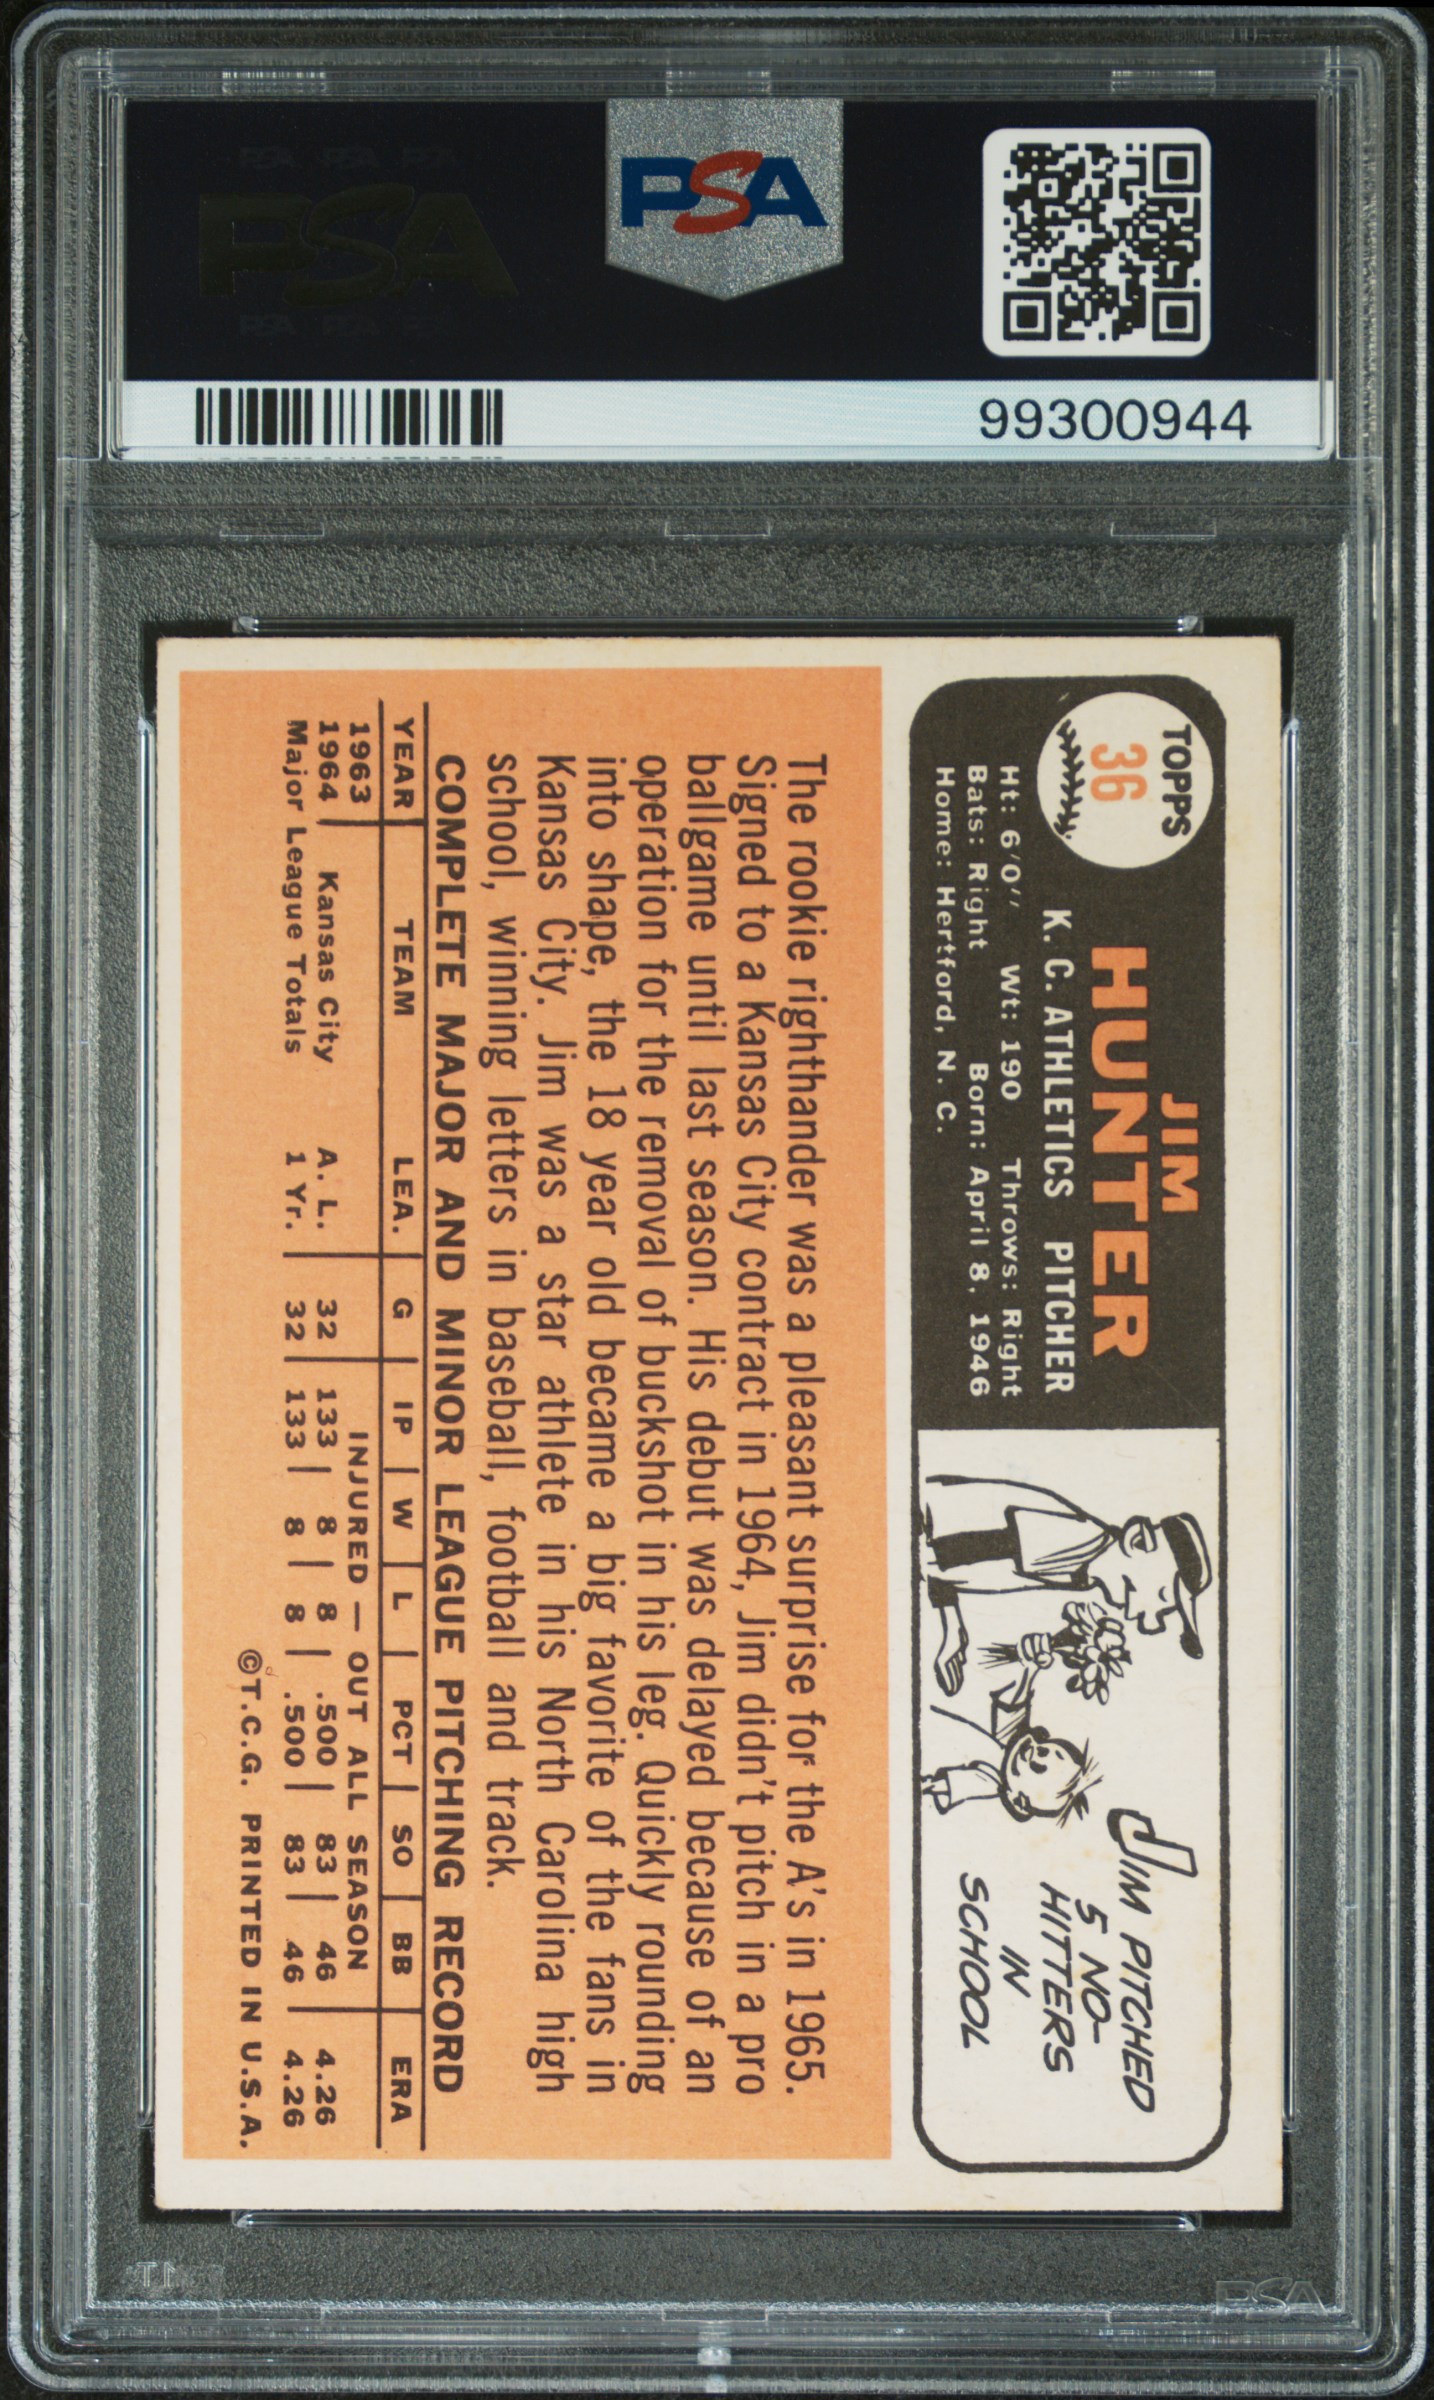 PSA
PSA PSA PSA
PSA
PSA PSA
99300944
TOPPS
36
JIM
HUNTER
K. C. ATHLETICS PITCHER
Ht: 6'0" Wt: 190 Throws: Right
Bats: Right Born: April 8, 1946
Home: Hertford, N. C.
JIM PITCHED
5 NO-
HITTERS
IN
SCHOOL
The rookie righthander was a pleasant surprise for the A's in 1965.
Signed to a Kansas City contract in 1964, Jim didn't pitch in a pro
ballgame until last season. His debut was delayed because of an
operation for the removal of buckshot in his leg. Quickly rounding
into shape, the 18 year old became a big favorite of the fans in
Kansas City. Jim was a star athlete in his North Carolina high
school, winning letters in baseball, football and track.
COMPLETE MAJOR AND MINOR LEAGUE PITCHING RECORD
YEAR TEAM LEA. G IP W L PCT SO BB ERA
1963 INJURED — OUT ALL SEASON
1964 Kansas City A. L. 32 133 8 8 .500 83 46 4.26
Major League Totals 1 Yr. 32 133 8 8 .500 83 46 4.26
©T.C.G. PRINTED IN U.S.A.
PSA